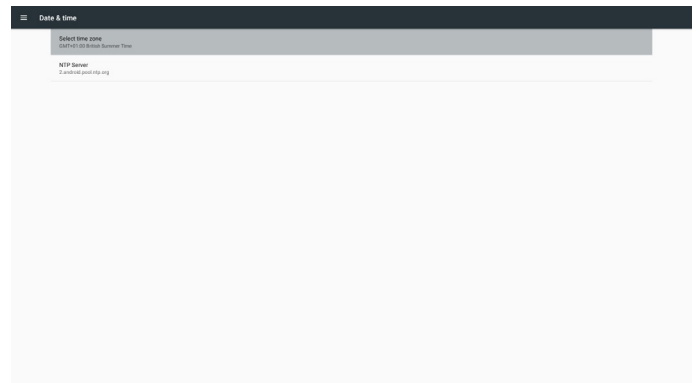 Date & time
Select time zone
GMT+01:00 British Summer Time
NTP Server
2.android.pool.ntp.org